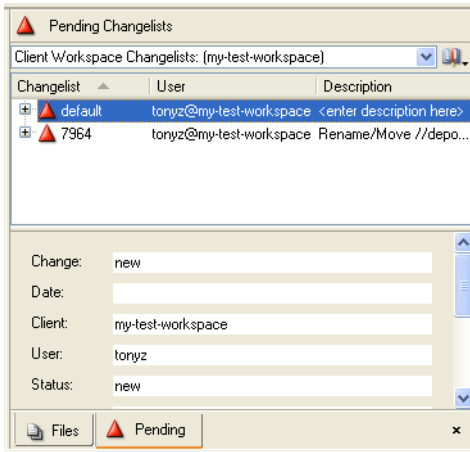 Pending Changelists
Client Workspace Changelists: (my-test-workspace)
Changelist User Description
default tonyz@my-test-workspace <enter description here>
7964 tonyz@my-test-workspace Rename/Move //depo...
Change: new
Date:
Client: my-test-workspace
User: tonyz
Status: new
Files Pending